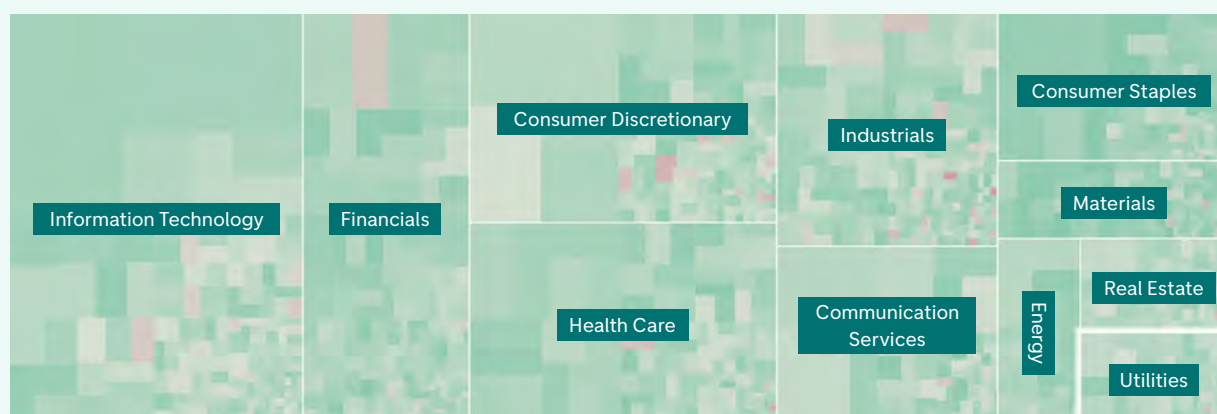 Information Technology
Financials
Consumer Discretionary
Health Care
Industrials
Communication
Services
Consumer Staples
Materials
Energy
Real Estate
Utilities